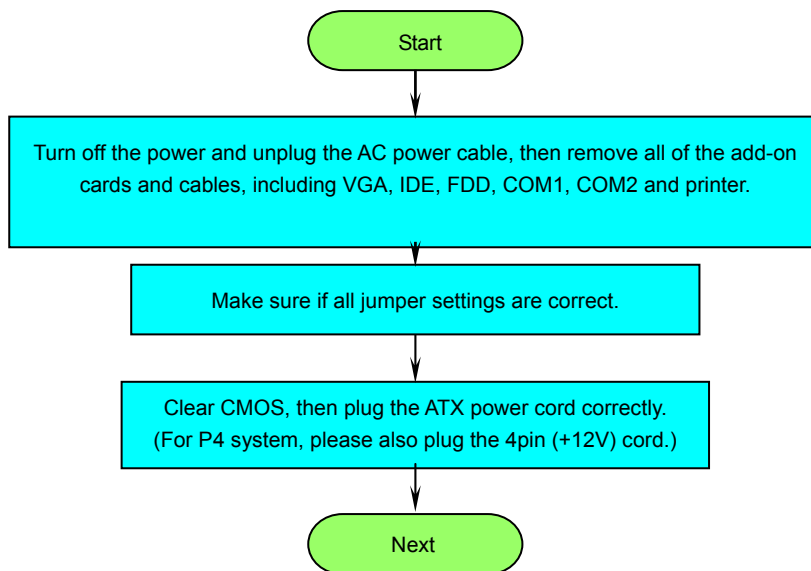 Start
Turn off the power and unplug the AC power cable, then remove all of the add-on
cards and cables, including VGA, IDE, FDD, COM1, COM2 and printer.
Make sure if all jumper settings are correct.
Clear CMOS, then plug the ATX power cord correctly.
(For P4 system, please also plug the 4pin (+12V) cord.)
Next